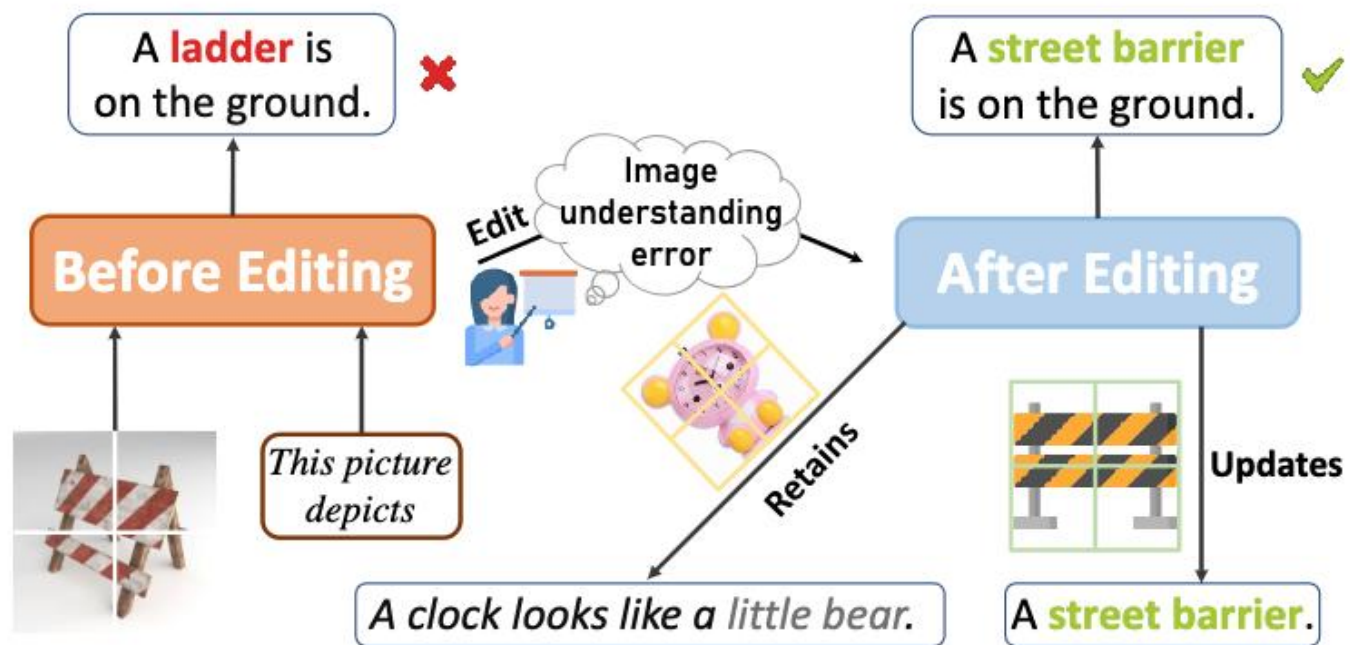 A ladder is
on the ground.
A street barrier
is on the ground.
Image
understanding
error
Edit
Before Editing
After Editing
This picture
depicts
Retains
Updates
A clock looks like a little bear.
A street barrier.